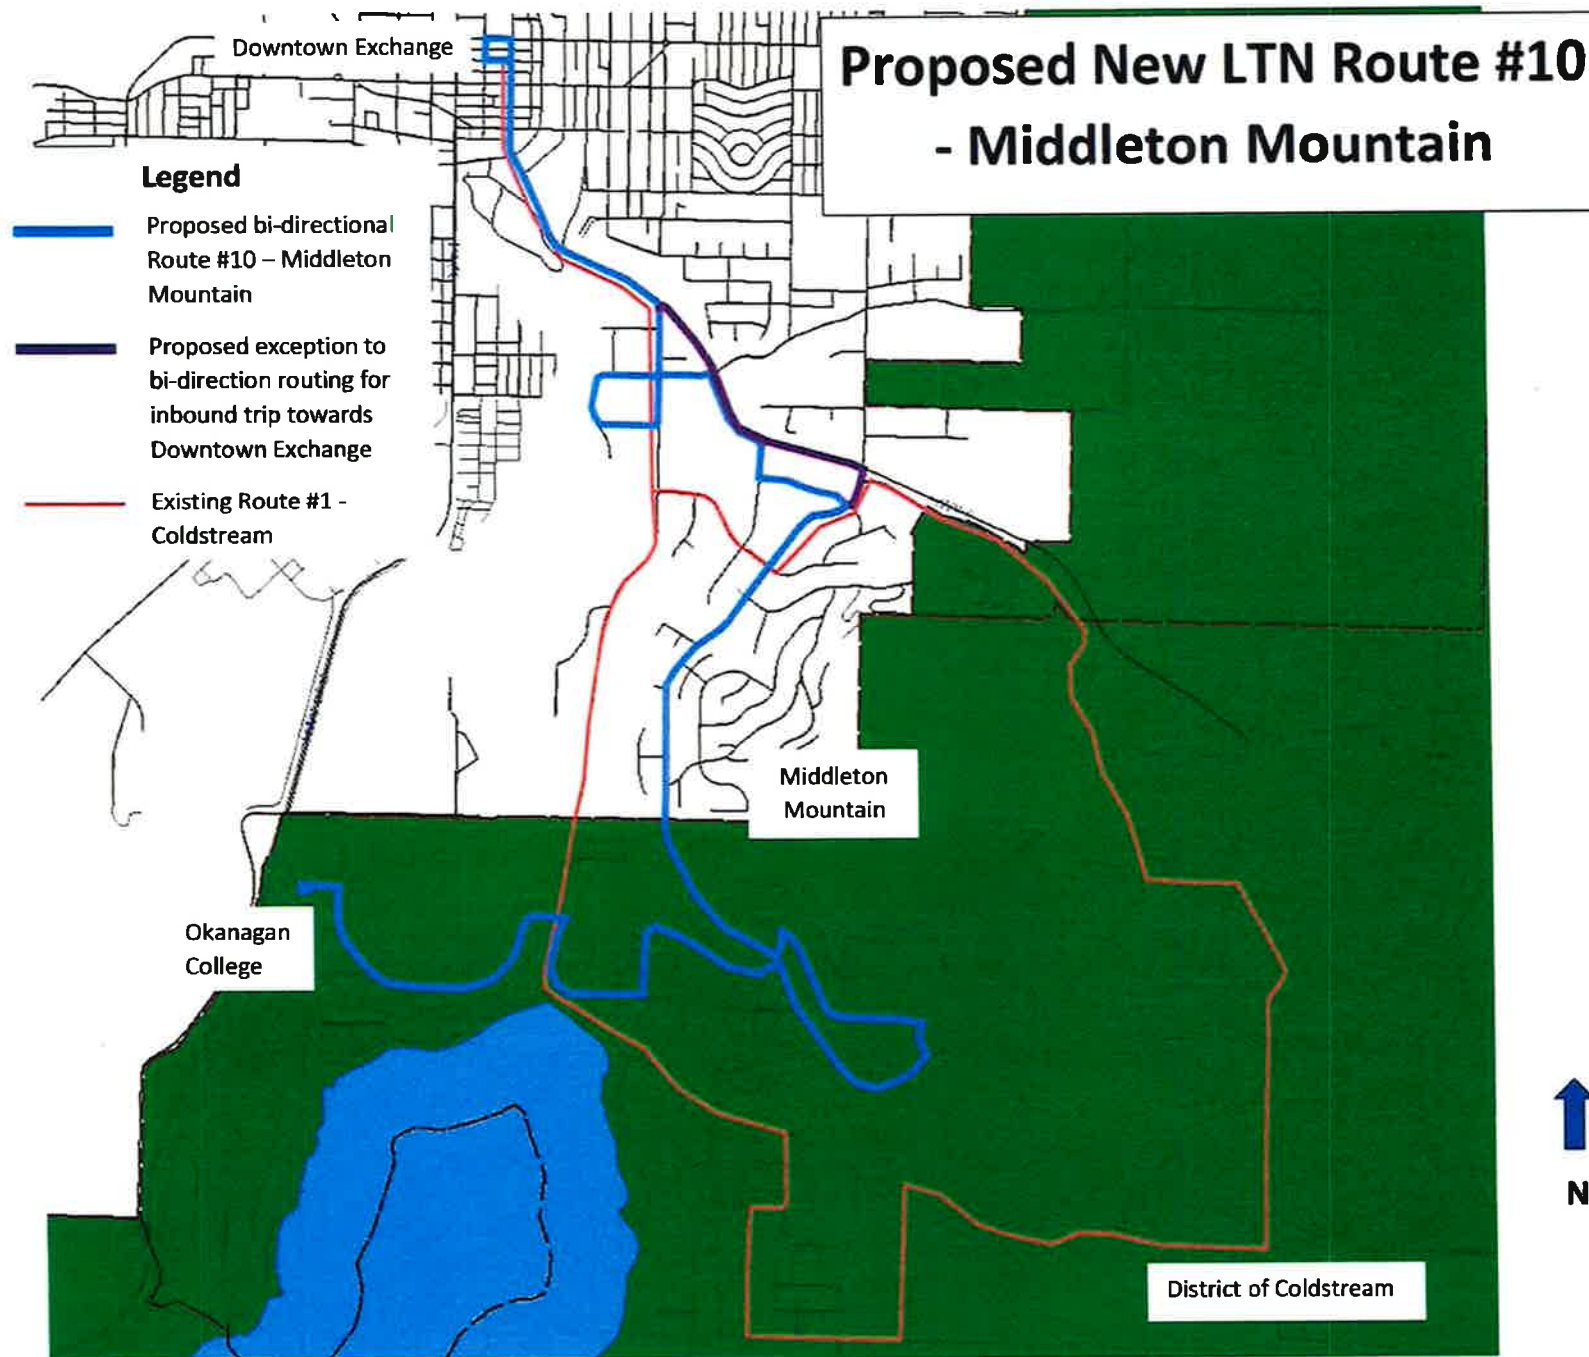 Downtown Exchange
Proposed New LTN Route #10
- Middleton Mountain
Legend
Proposed bi-directional
Route #10 – Middleton
Mountain
Proposed exception to
bi-direction routing for
inbound trip towards
Downtown Exchange
Existing Route #1 -
Coldstream
Middleton
Mountain
Okanagan
College
N
District of Coldstream